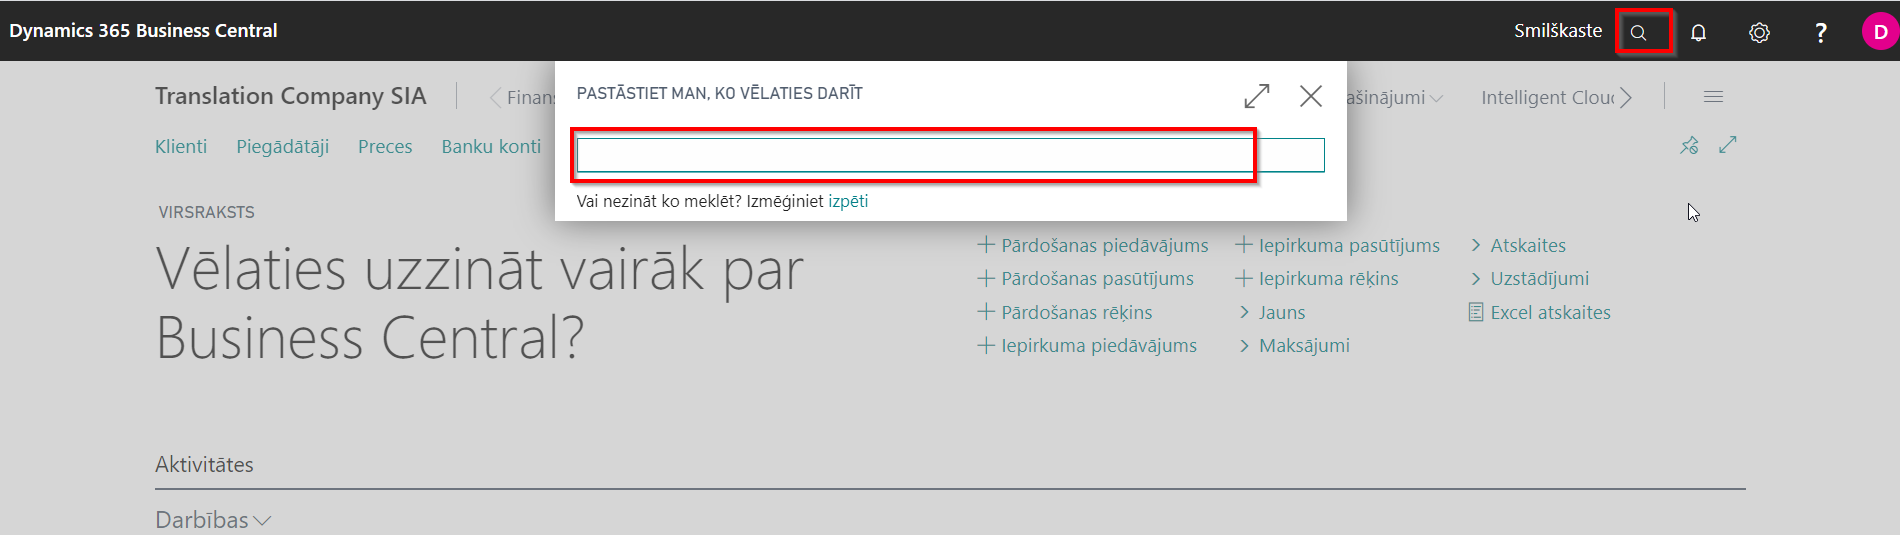 Dynamics 365 Business Central
Smilškaste
?
D
Translation Company SIA
Finans
PASTĀSTIET MAN, KO VĒLATIES DARĪT
ašinājumi
Intelligent Clou
Klienti Piegādātāji Preces Banku konti
Vai nezināt ko meklēt? Izmēģiniet izpēti
VIRSRAKSTS
Vēlaties uzzināt vairāk par
Business Central?
+ Pārdošanas piedāvājums
+ Pārdošanas pasūtījums
+ Pārdošanas rēķins
+ Iepirkuma piedāvājums
+ Iepirkuma pasūtījums
+ Iepirkuma rēķins
> Jauns
> Maksājumi
> Atskaites
> Uzstādījumi
Excel atskaites
Aktivitātes
Darbības